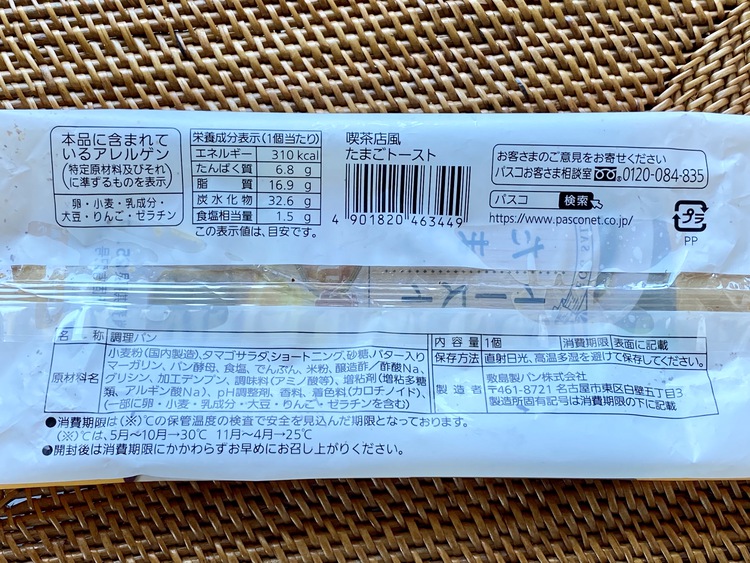 本品に含まれて
いるアレルゲン
(特定原材料及びそれ
に準ずるものを表示)
卵・小麦・乳成分・
大豆・りんご・ゼラチン
栄養成分表示(1個当たり)
エネルギー 310kcal
たんぱく質 6.8 g
脂質 16.9 g
炭水化物 32.6 g
食塩相当量 1.5 g
この表示値は、目安です。
喫茶店風
たまごトースト
4901820463449
お客さまのご意見をお寄せください
パスコお客さま相談室 0120-084-835
パスコ 検索
https://www.pasconet.co.jp/
プラ
PP
名称 調理パン
原材料名 小麦粉(国内製造)、タマゴサラダ、ショートニング、砂糖、バター入り
マーガリン、パン酵母、食塩、でんぷん、米粉、醸造酢/酢酸Na、
グリシン、加工デンプン、調味料(アミノ酸等)、増粘剤(増粘多糖
類、アルギン酸Na)、pH調整剤、香料、着色料(カロチノイド)、
(一部に卵・小麦・乳成分・大豆・りんご・ゼラチンを含む)
内容量 1個 消費期限 表面に記載
保存方法 直射日光、高温多湿を避けて保存してください。
製造者 敷島製パン株式会社
〒461-8721 名古屋市東区白壁五丁目3
製造所固有記号は消費期限の下に記載
●消費期限は(※)での保管温度の検査で安全を見込んだ期限となっております。
(※)では、5月〜10月→30℃ 11月〜4月→25℃
●開封後は消費期限にかかわらずお早めにお召し上がりください。